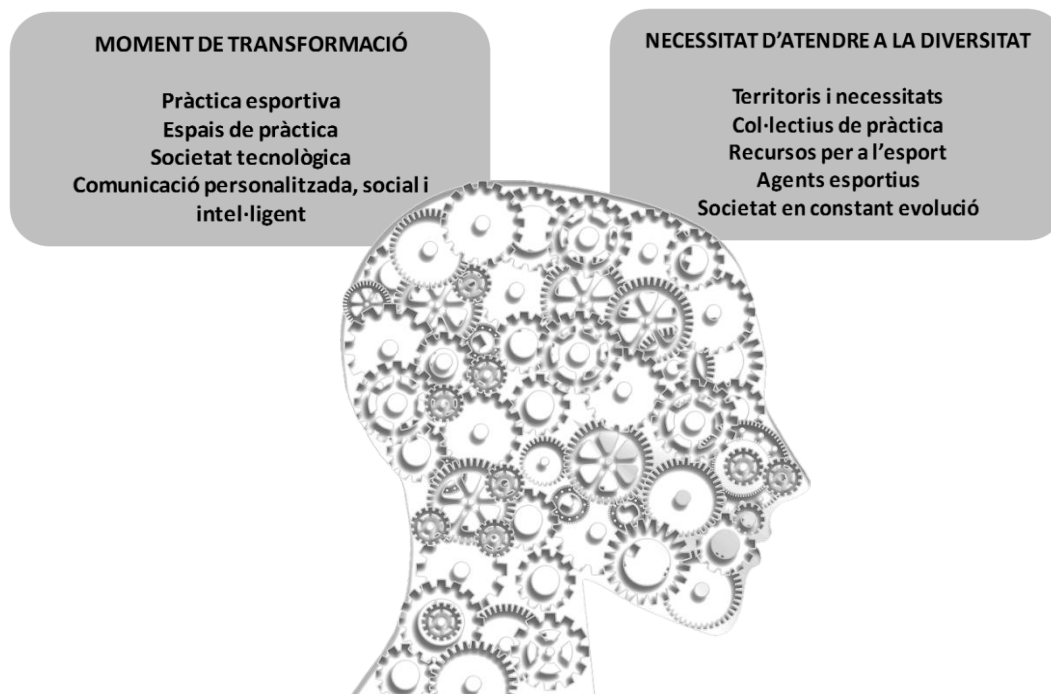 MOMENT DE TRANSFORMACIÓ
Pràctica esportiva
Espais de pràctica
Societat tecnològica
Comunicació personalitzada, social i
intel·ligent
NECESSITAT D'ATENDRE A LA DIVERSITAT
Territoris i necessitats
Col·lectius de pràctica
Recursos per a l'esport
Agents esportius
Societat en constant evolució